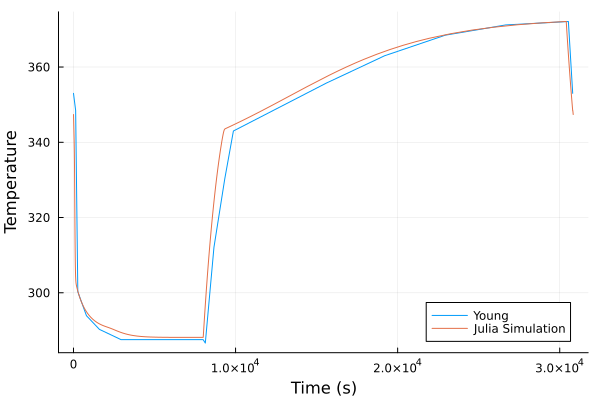 Temperature
360
340
320
300
0
1.0×10⁴
2.0×10⁴
3.0×10⁴
Time (s)
Young
Julia Simulation